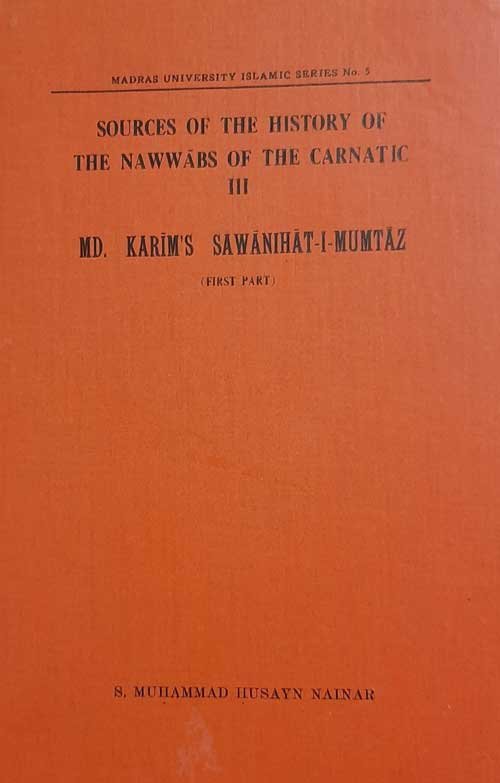 MADRAS UNIVERSITY ISLAMIC SERIES No. 5
SOURCES OF THE HISTORY OF
THE NAWWĀBS OF THE CARNATIC
III
MD. KARĪM'S SAWĀNIHĀT-I-MUMTĀZ
(FIRST PART)
S. MUHAMMAD HUSAYN NAINAR